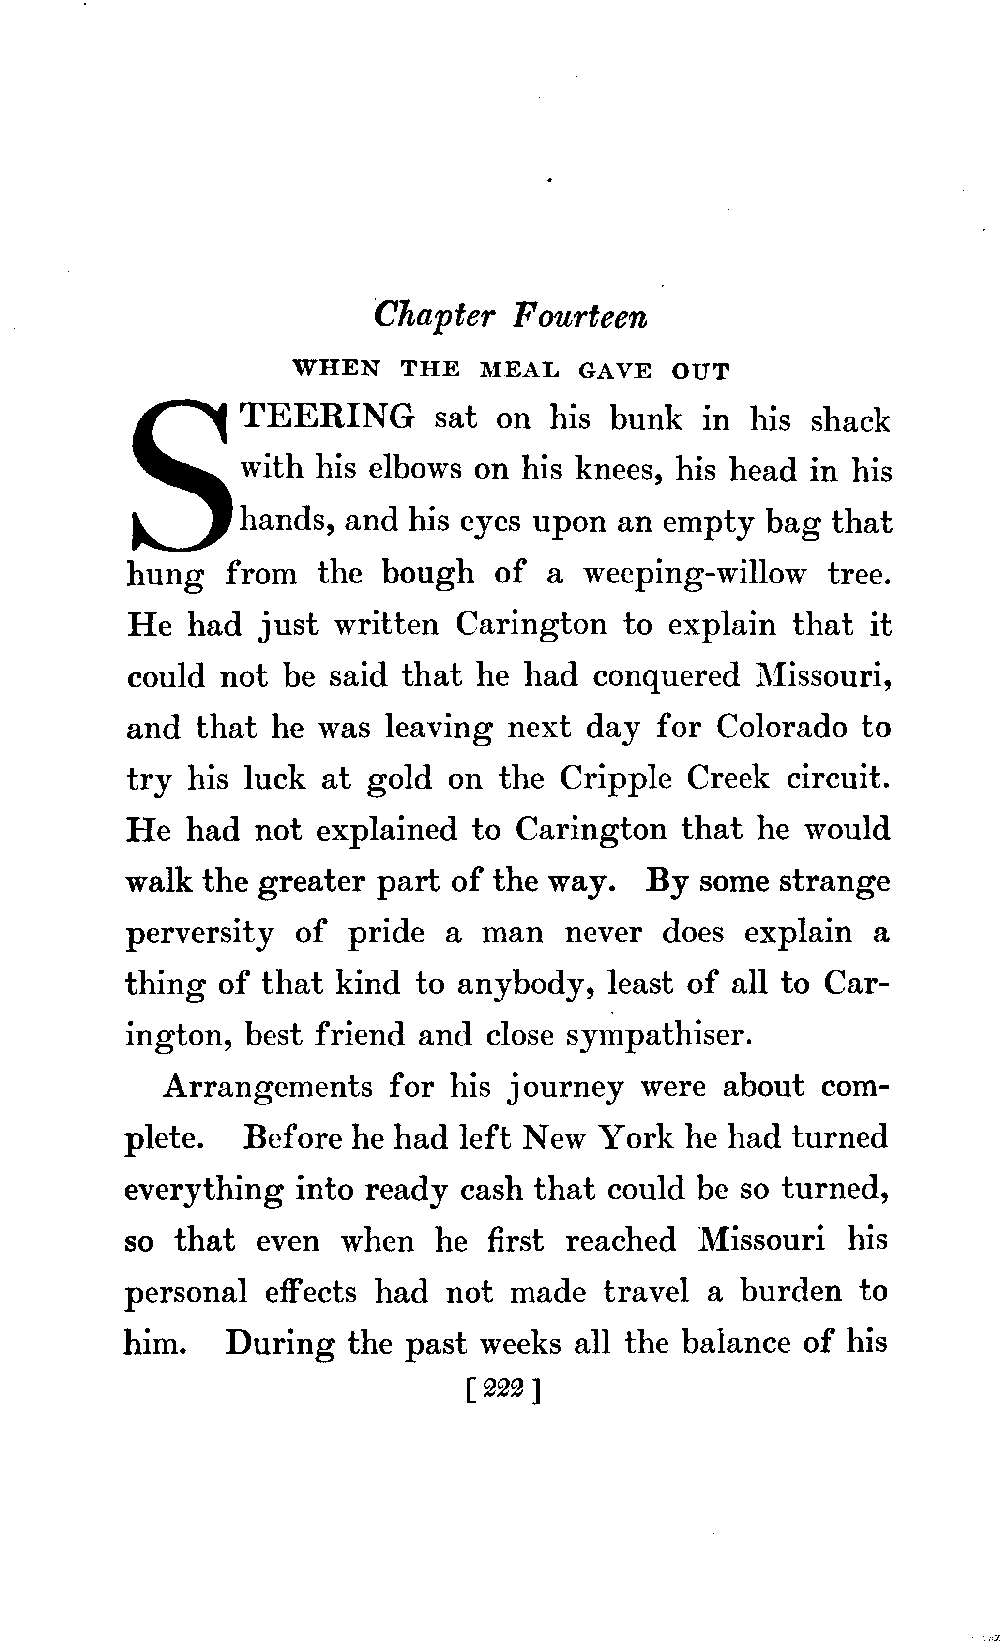 Chapter Fourteen
WHEN THE MEAL GAVE OUT
STEERING sat on his bunk in his shack
with his elbows on his knees, his head in his
hands, and his eyes upon an empty bag that
hung from the bough of a weeping-willow tree.
He had just written Carington to explain that it
could not be said that he had conquered Missouri,
and that he was leaving next day for Colorado to
try his luck at gold on the Cripple Creek circuit.
He had not explained to Carington that he would
walk the greater part of the way. By some strange
perversity of pride a man never does explain a
thing of that kind to anybody, least of all to Car-
ington, best friend and close sympathiser.
Arrangements for his journey were about com-
plete. Before he had left New York he had turned
everything into ready cash that could be so turned,
so that even when he first reached Missouri his
personal effects had not made travel a burden to
him. During the past weeks all the balance of his
[222]